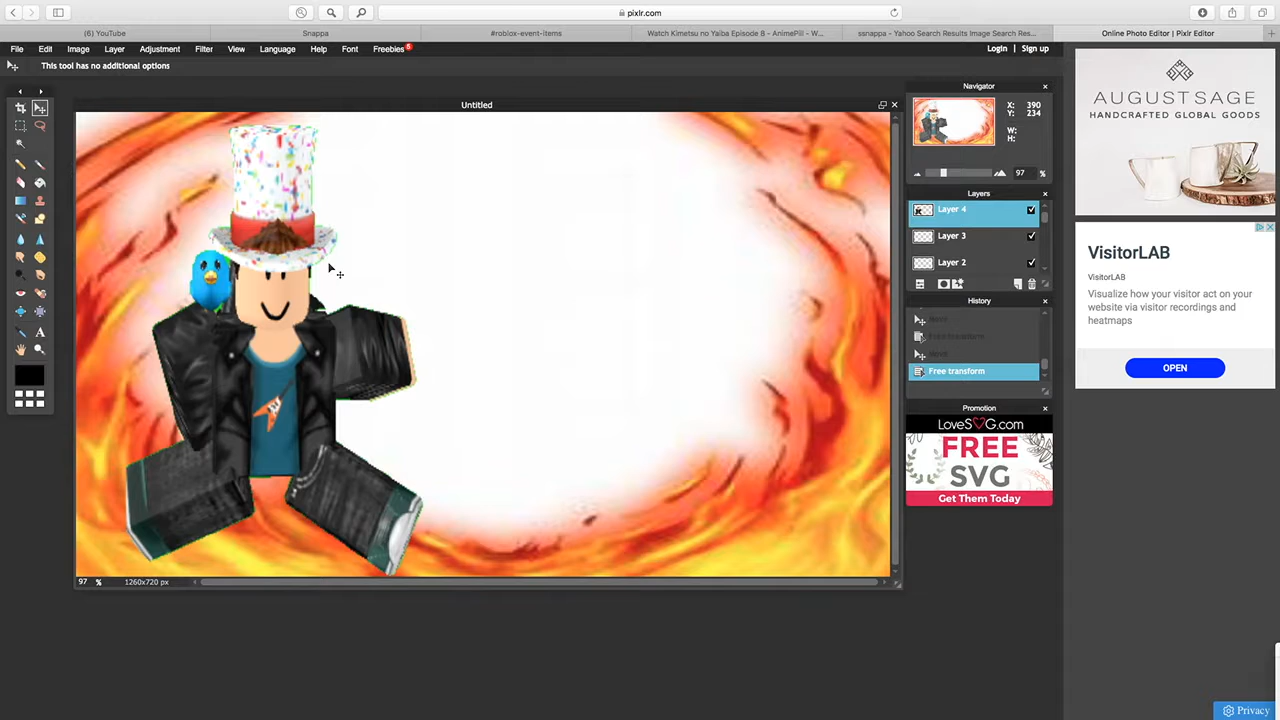 pixlr.com
(6) YouTube
Snappa
#roblox-event-items
Watch Kimetsu no Yaiba Episode 8 - AnimePill - W...
ssnappa - Yahoo Search Results Image Search Res...
Online Photo Editor | Pixlr Editor
File Edit Image Layer Adjustment Filter View Language Help Font Freebies 6 Login | Sign up
This tool has no additional options
Untitled
Navigator
X: 390
Y: 234
W:
H:
97 %
Layers
Layer 4
Layer 3
Layer 2
History
Move
Free transform
Move
Free transform
Promotion
LoveSVG.com
FREE
SVG
Get Them Today
97 % 1260x720 px
AUGUST SAGE
HANDCRAFTED GLOBAL GOODS
VisitorLAB
VisitorLAB
Visualize how your visitor act on your
website via visitor recordings and
heatmaps
OPEN
Privacy
A